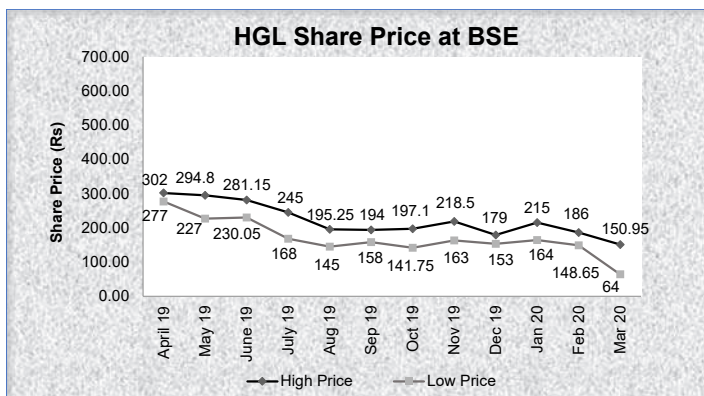 HGL Share Price at BSE
700.00
600.00
500.00
400.00
300.00
200.00
100.00
0.00
Share Price (Rs)
302 294.8 281.15 245 195.25 194 197.1 218.5 179 215 186 150.95
277 227 230.05 168 145 158 141.75 163 153 164 148.65 64
April 19 May 19 June 19 July 19 Aug 19 Sep 19 Oct 19 Nov 19 Dec 19 Jan 20 Feb 20 Mar 20
High Price Low Price